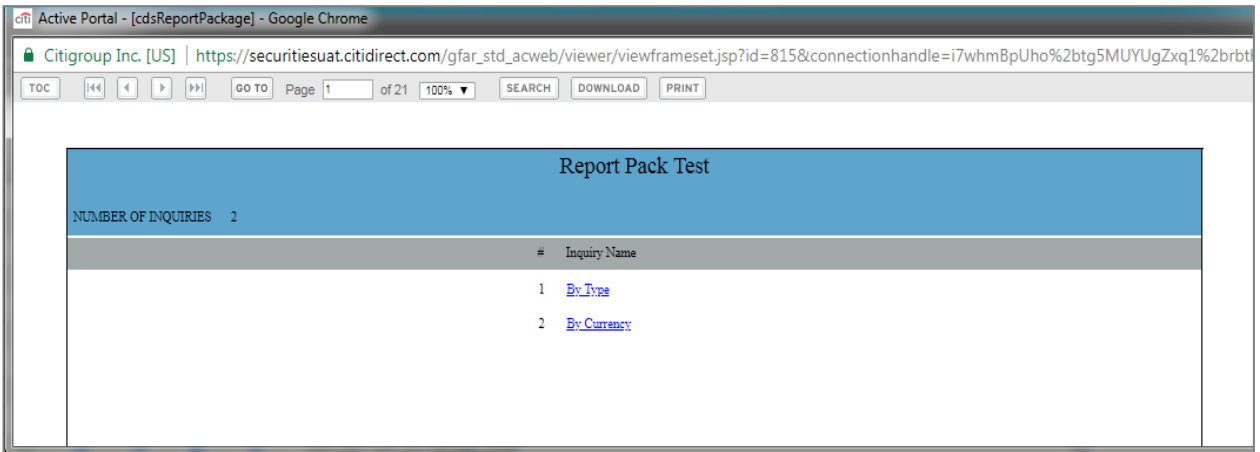 citi Active Portal - [cdsReportPackage] - Google Chrome
Citigroup Inc. [US] | https://securitiesuat.citidirect.com/gfar_std_acweb/viewer/viewframeset.jsp?id=815&connectionhandle=i7whmBpUho%2btg5MUYUgZxq1%2brbt
TOC GO TO Page 1 of 21 100% SEARCH DOWNLOAD PRINT
Report Pack Test
NUMBER OF INQUIRIES 2
# Inquiry Name
1 By Type
2 By Currency